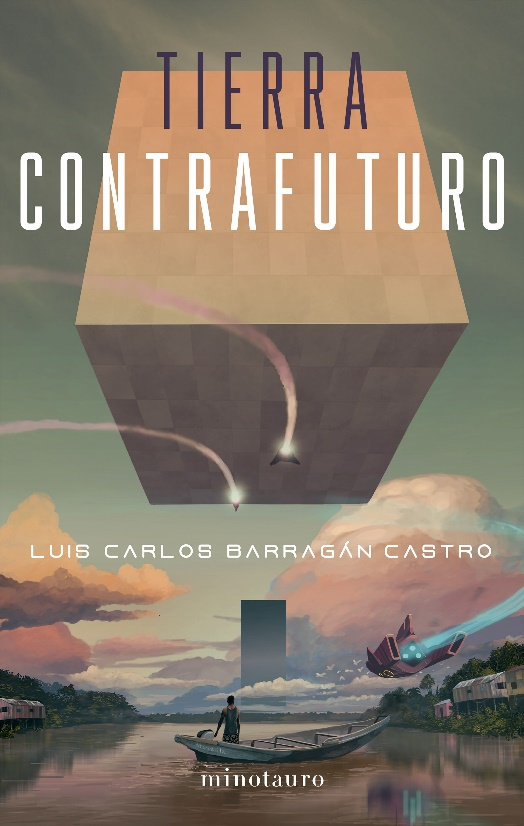 TIERRA
CONTRAFUTURO
LUIS CARLOS BARRAGÁN CASTRO
minotauro